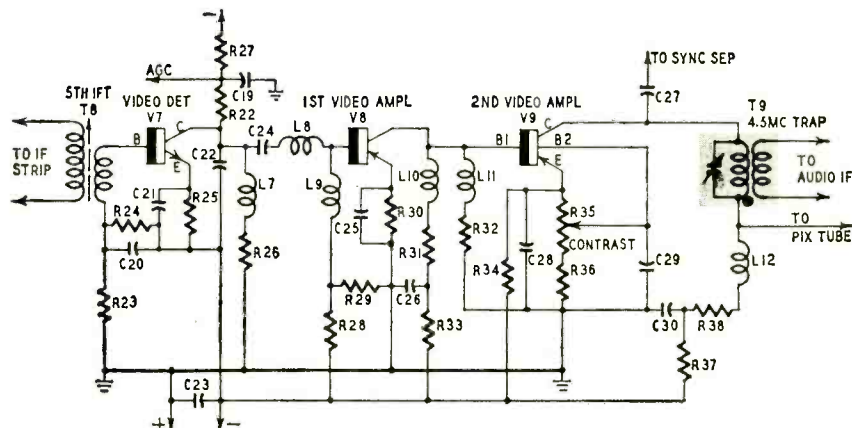 R27
AGC
C19
TO SYNC SEP
5TH IFT
T8
VIDEO DET
V7
R22
C
L8
1ST VIDEO AMPL
V8
2ND VIDEO AMPL
V9
C
C27
T9
4.5MC TRAP
B
C22
C24
B1
B2
TO IF
STRIP
E
L9
L10
L11
E
TO
AUDIO IF
C21
R25
L7
C25
R30
R35
R24
R32
CONTRAST
TO
PIX TUBE
C20
R26
R31
R34
C28
R36
C29
L12
R23
R29
C26
R28
R33
C30
R38
R37
C23
+
-